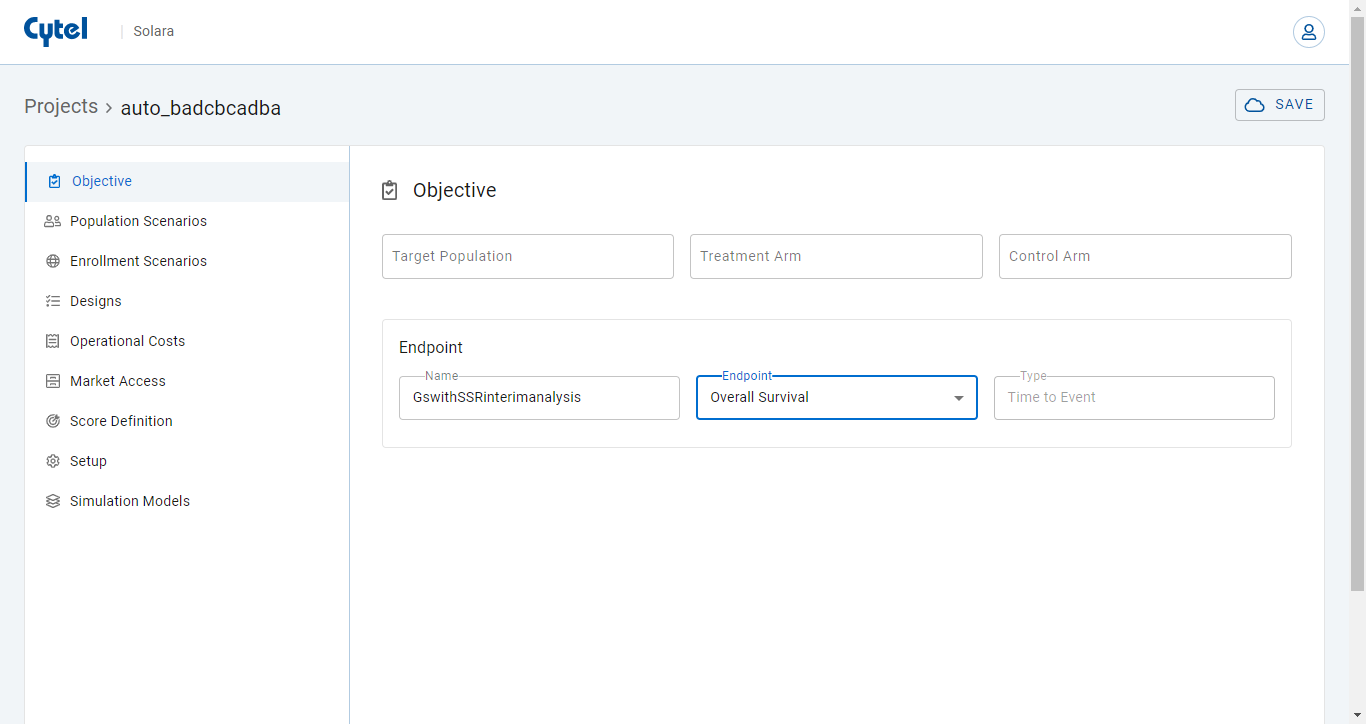 Cytel | Solara
Projects > auto_badcbcadba
SAVE
Objective
Population Scenarios
Enrollment Scenarios
Designs
Operational Costs
Market Access
Score Definition
Setup
Simulation Models
Objective
Target Population
Treatment Arm
Control Arm
Endpoint
Name
GswithSSRinterimanalysis
Endpoint
Overall Survival
Type
Time to Event